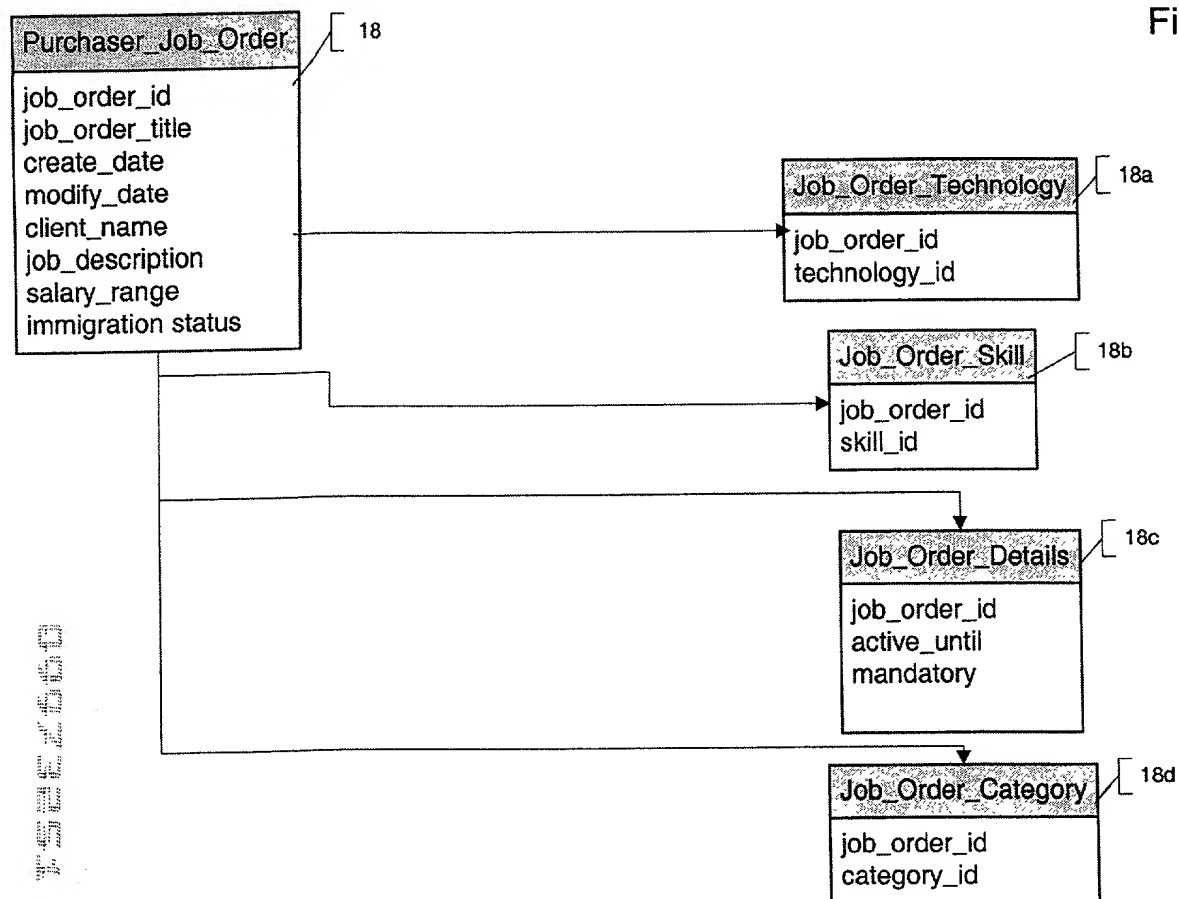 Fi
Purchaser_Job_Order
18
job_order_id
job_order_title
create_date
modify_date
client_name
job_description
salary_range
immigration status
Job_Order_Technology
18a
job_order_id
technology_id
Job_Order_Skill
18b
job_order_id
skill_id
Job_Order_Details
18c
job_order_id
active_until
mandatory
Job_Order_Category
18d
job_order_id
category_id